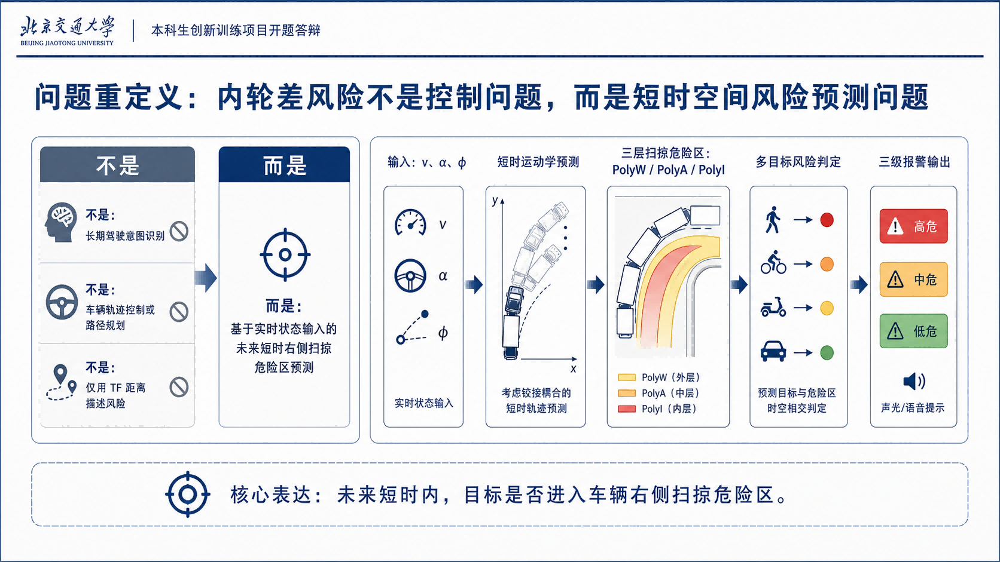 北京交通大学
BEIJING JIAOTONG UNIVERSITY
本科生创新训练项目开题答辩
问题重定义：内轮差风险不是控制问题，而是短时空间风险预测问题
不是
不是：
长期驾驶意图识别
不是：
车辆轨迹控制或
路径规划
不是：
仅用 TF 距离
描述风险
而是
而是：
基于实时状态输入的
未来短时右侧扫掠
危险区预测
输入：v、α、ϕ
v
α
ϕ
实时状态输入
短时运动学预测
y
x
考虑铰接耦合的
短时轨迹预测
三层扫掠危险区：
PolyW / PolyA / PolyI
PolyW（外层）
PolyA（中层）
PolyI（内层）
多目标风险判定
预测目标与危险区
时空相交判定
三级报警输出
高危
中危
低危
声光/语音提示
核心表达：未来短时内，目标是否进入车辆右侧扫掠危险区。